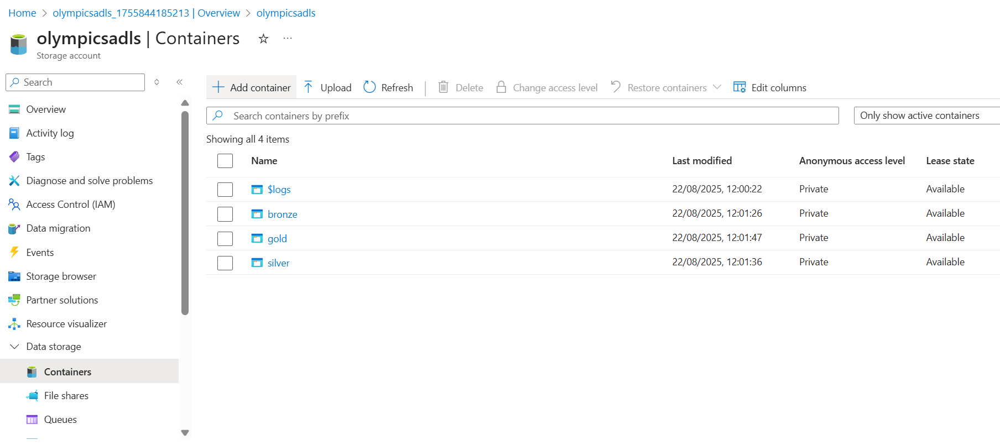 Home > olympicsadls_1755844185213 | Overview > olympicsadls
olympicsadls | Containers
Storage account
Search
Overview
Activity log
Tags
Diagnose and solve problems
Access Control (IAM)
Data migration
Events
Storage browser
Partner solutions
Resource visualizer
Data storage
Containers
File shares
Queues
Add container Upload Refresh Delete Change access level Restore containers Edit columns
Search containers by prefix Only show active containers
Showing all 4 items
Name Last modified Anonymous access level Lease state
$logs 22/08/2025, 12:00:22 Private Available
bronze 22/08/2025, 12:01:26 Private Available
gold 22/08/2025, 12:01:47 Private Available
silver 22/08/2025, 12:01:36 Private Available